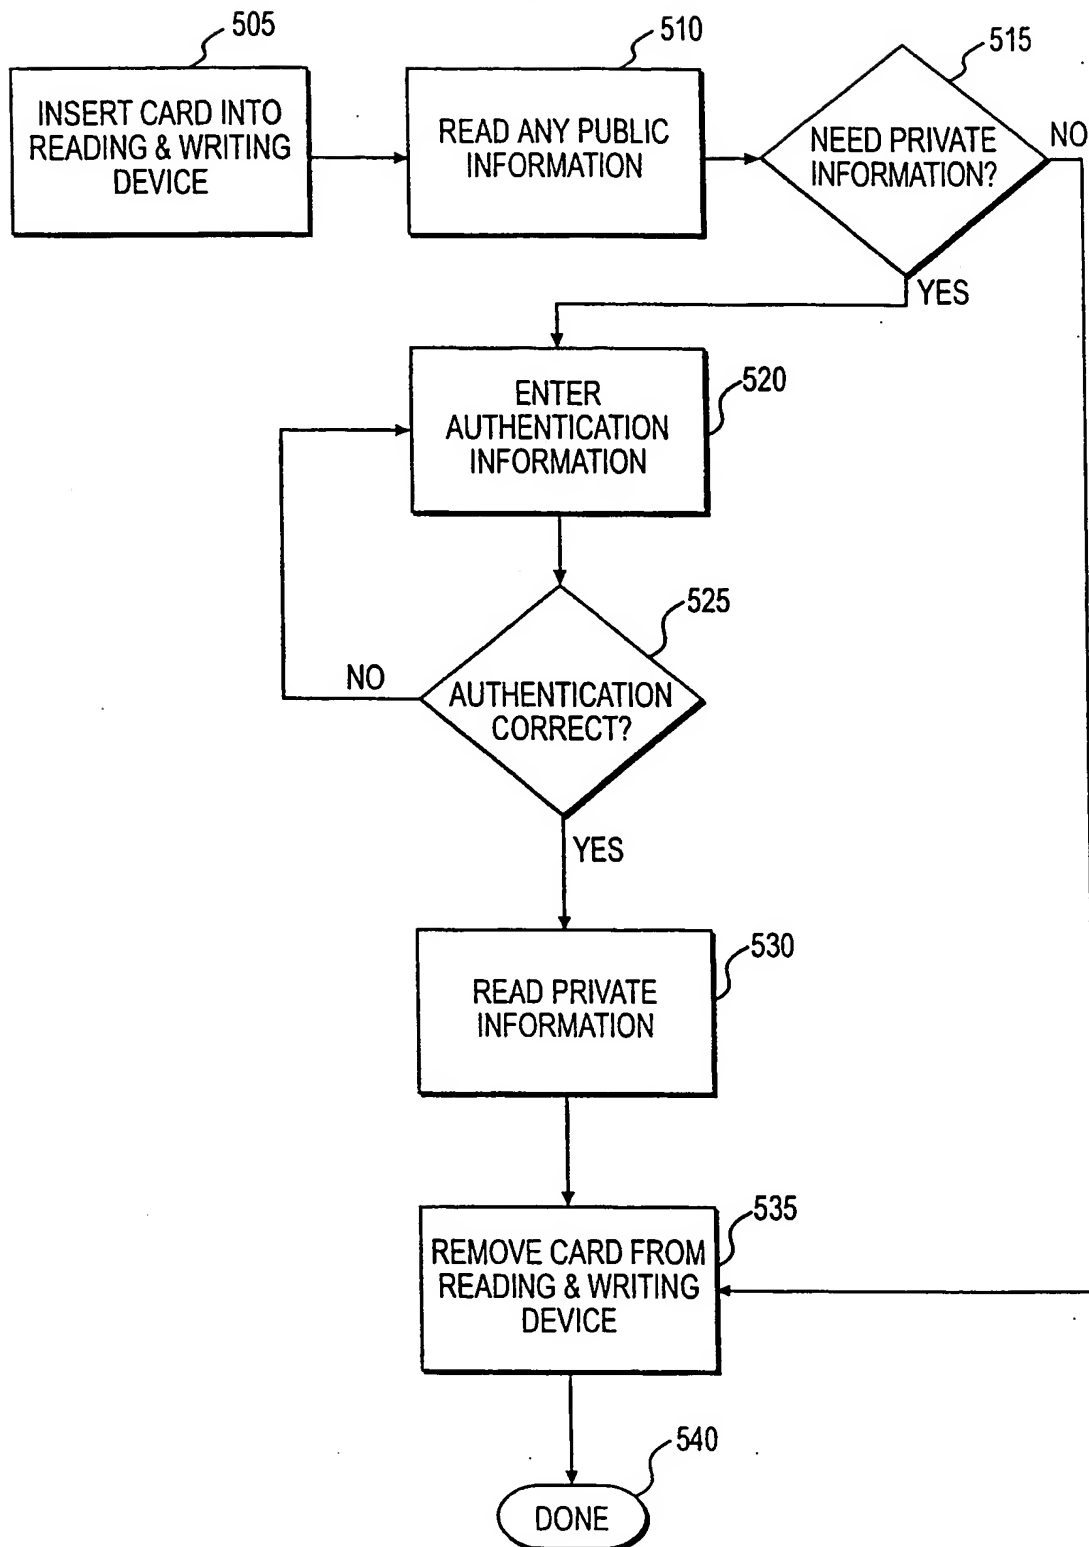 505
INSERT CARD INTO
READING & WRITING
DEVICE
510
READ ANY PUBLIC
INFORMATION
515
NEED PRIVATE
INFORMATION?
NO
YES
520
ENTER
AUTHENTICATION
INFORMATION
525
AUTHENTICATION
CORRECT?
NO
YES
530
READ PRIVATE
INFORMATION
535
REMOVE CARD FROM
READING & WRITING
DEVICE
540
DONE